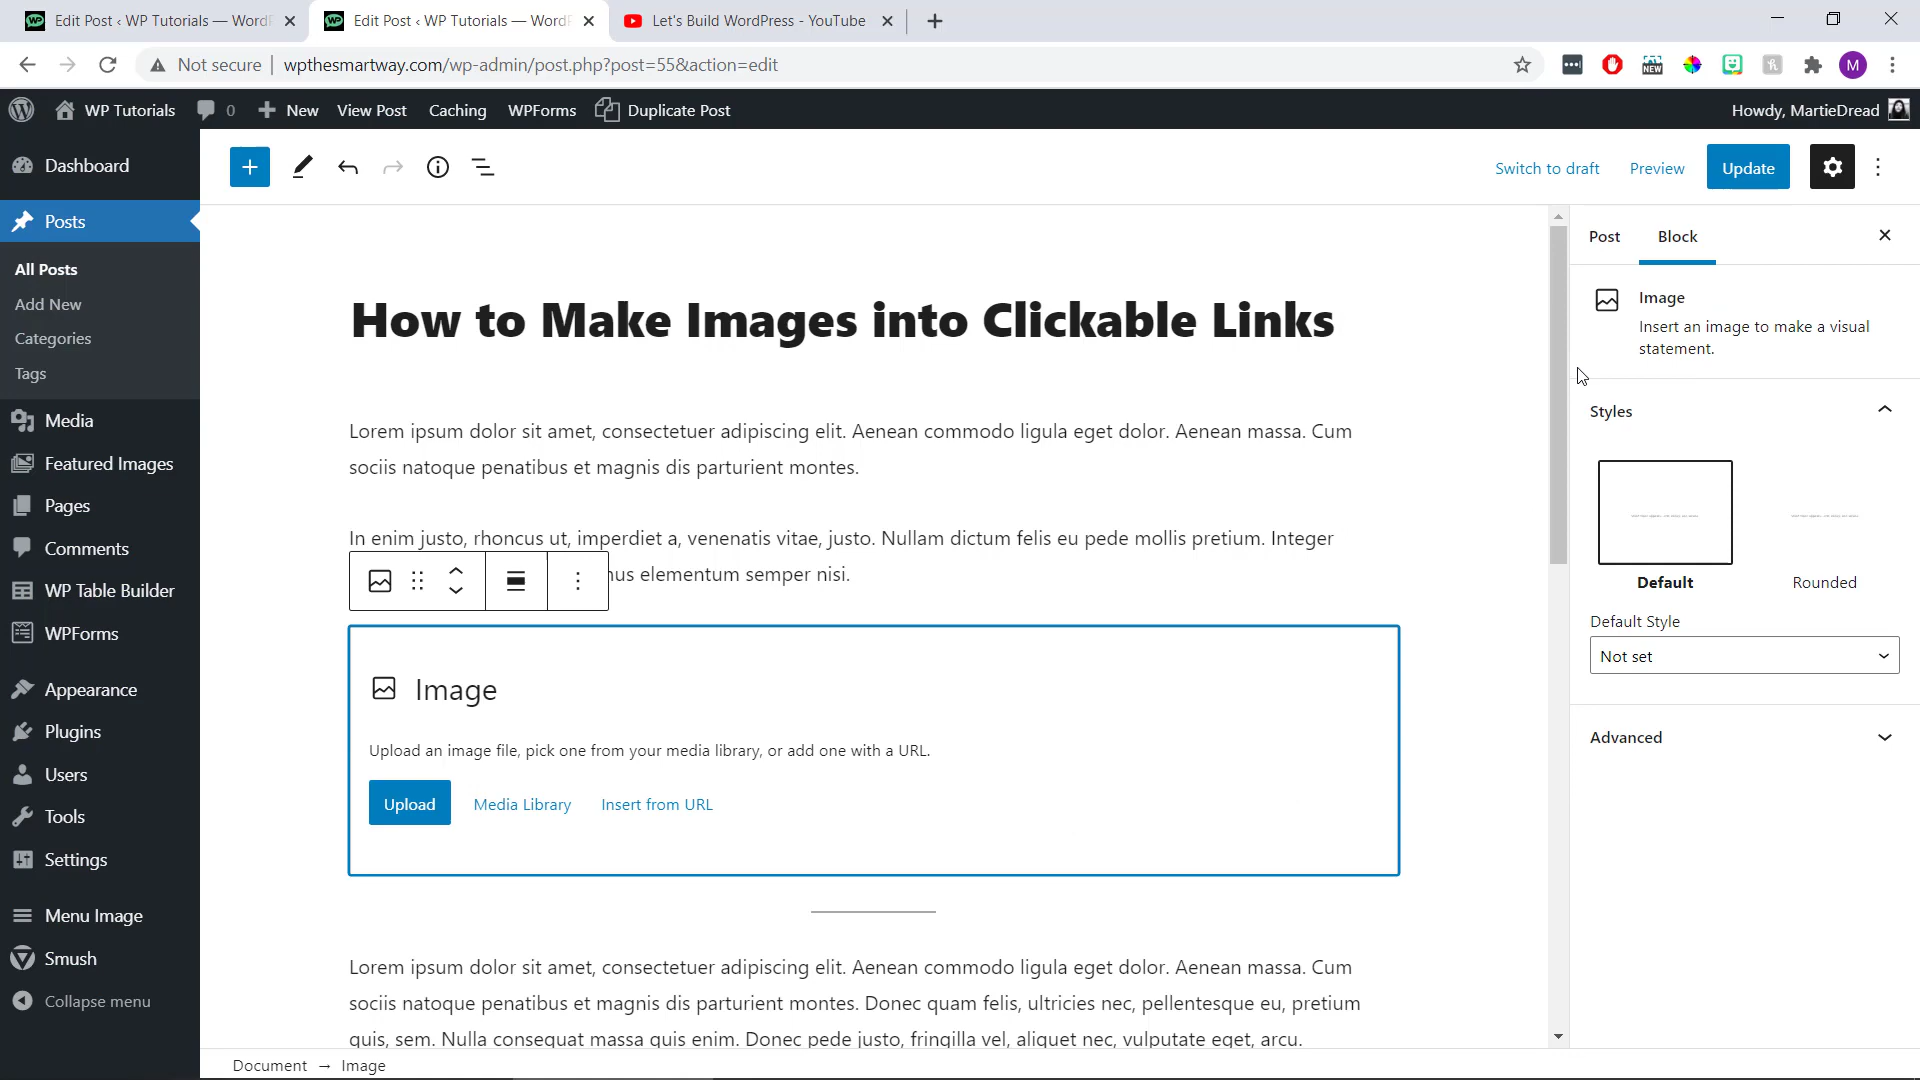 Edit Post ‹ WP Tutorials — Word
Edit Post ‹ WP Tutorials — Word
Let's Build WordPress - YouTube
Not secure
wpthesmartway.com/wp-admin/post.php?post=55&action=edit
NEW
M
WP Tutorials
0
New
View Post
Caching
WPForms
Duplicate Post
Howdy, MartieDread
Dashboard
Posts
All Posts
Add New
Categories
Tags
Media
Featured Images
Pages
Comments
WP Table Builder
WPForms
Appearance
Plugins
Users
Tools
Settings
Menu Image
Smush
Collapse menu
Switch to draft
Preview
Update
How to Make Images into Clickable Links
Lorem ipsum dolor sit amet, consectetuer adipiscing elit. Aenean commodo ligula eget dolor. Aenean massa. Cum
sociis natoque penatibus et magnis dis parturient montes.
In enim justo, rhoncus ut, imperdiet a, venenatis vitae, justo. Nullam dictum felis eu pede mollis pretium. Integer
elementum semper nisi.
Image
Upload an image file, pick one from your media library, or add one with a URL.
Upload
Media Library
Insert from URL
Lorem ipsum dolor sit amet, consectetuer adipiscing elit. Aenean commodo ligula eget dolor. Aenean massa. Cum
sociis natoque penatibus et magnis dis parturient montes. Donec quam felis, ultricies nec, pellentesque eu, pretium
quis, sem. Nulla consequat massa quis enim. Donec pede justo, fringilla vel, aliquet nec, vulputate eget, arcu.
Document → Image
Post
Block
Image
Insert an image to make a visual
statement.
Styles
Default
Rounded
Default Style
Not set
Advanced